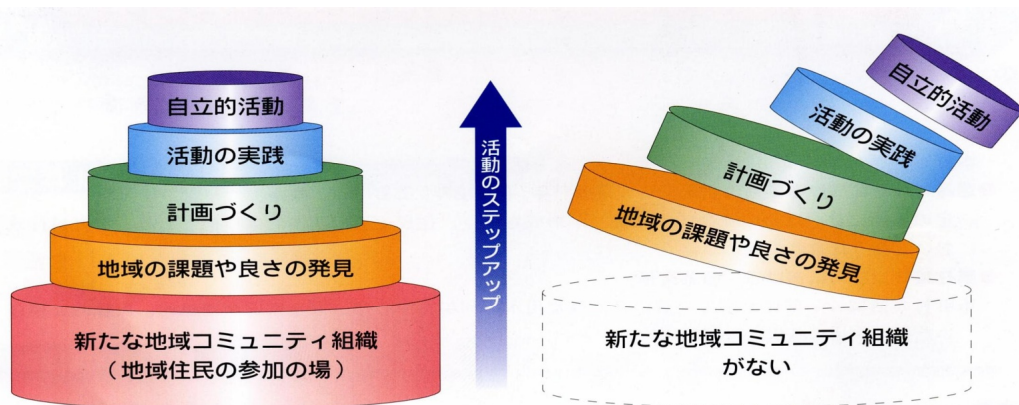 自立的活動
活動の実践
計画づくり
地域の課題や良さの発見
新たな地域コミュニティ組織
（地域住民の参加の場）
活動のステップアップ
自立的活動
活動の実践
計画づくり
地域の課題や良さの発見
新たな地域コミュニティ組織
がない